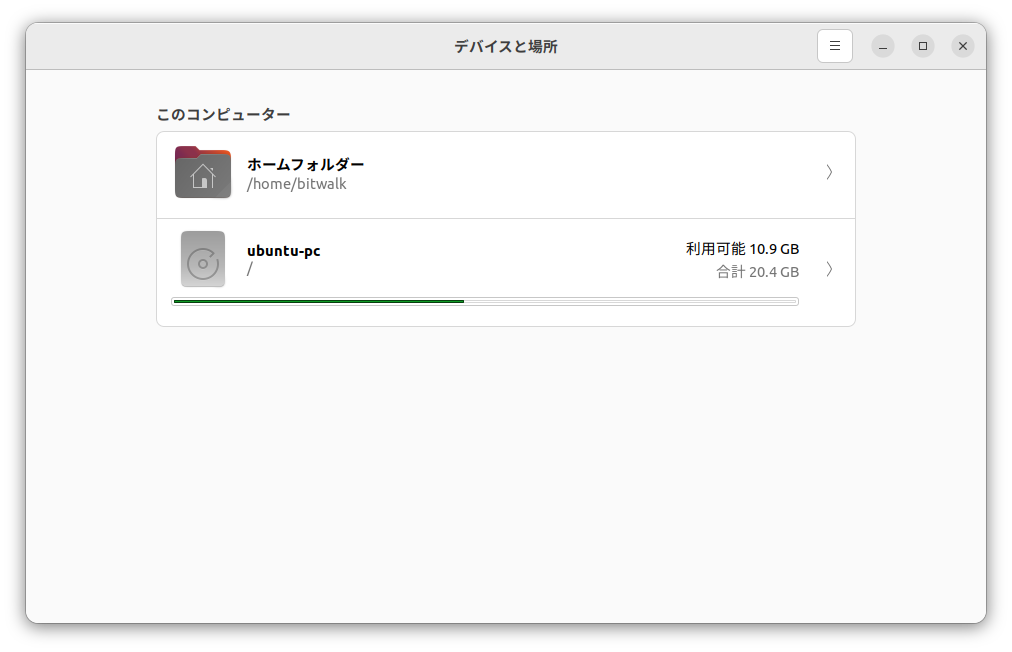 デバイスと場所
このコンピューター
ホームフォルダー
/home/bitwalk
ubuntu-pc
/
利用可能 10.9 GB
合計 20.4 GB